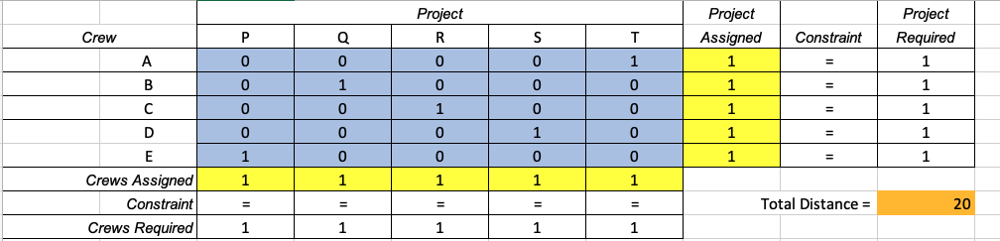 Project Project Project
Crew P Q R S T Assigned Constraint Required
A 0 0 0 0 1 1 = 1
B 0 1 0 0 0 1 = 1
C 0 0 1 0 0 1 = 1
D 0 0 0 1 0 1 = 1
E 1 0 0 0 0 1 = 1
Crews Assigned 1 1 1 1 1
Constraint = = = = = Total Distance = 20
Crews Required 1 1 1 1 1